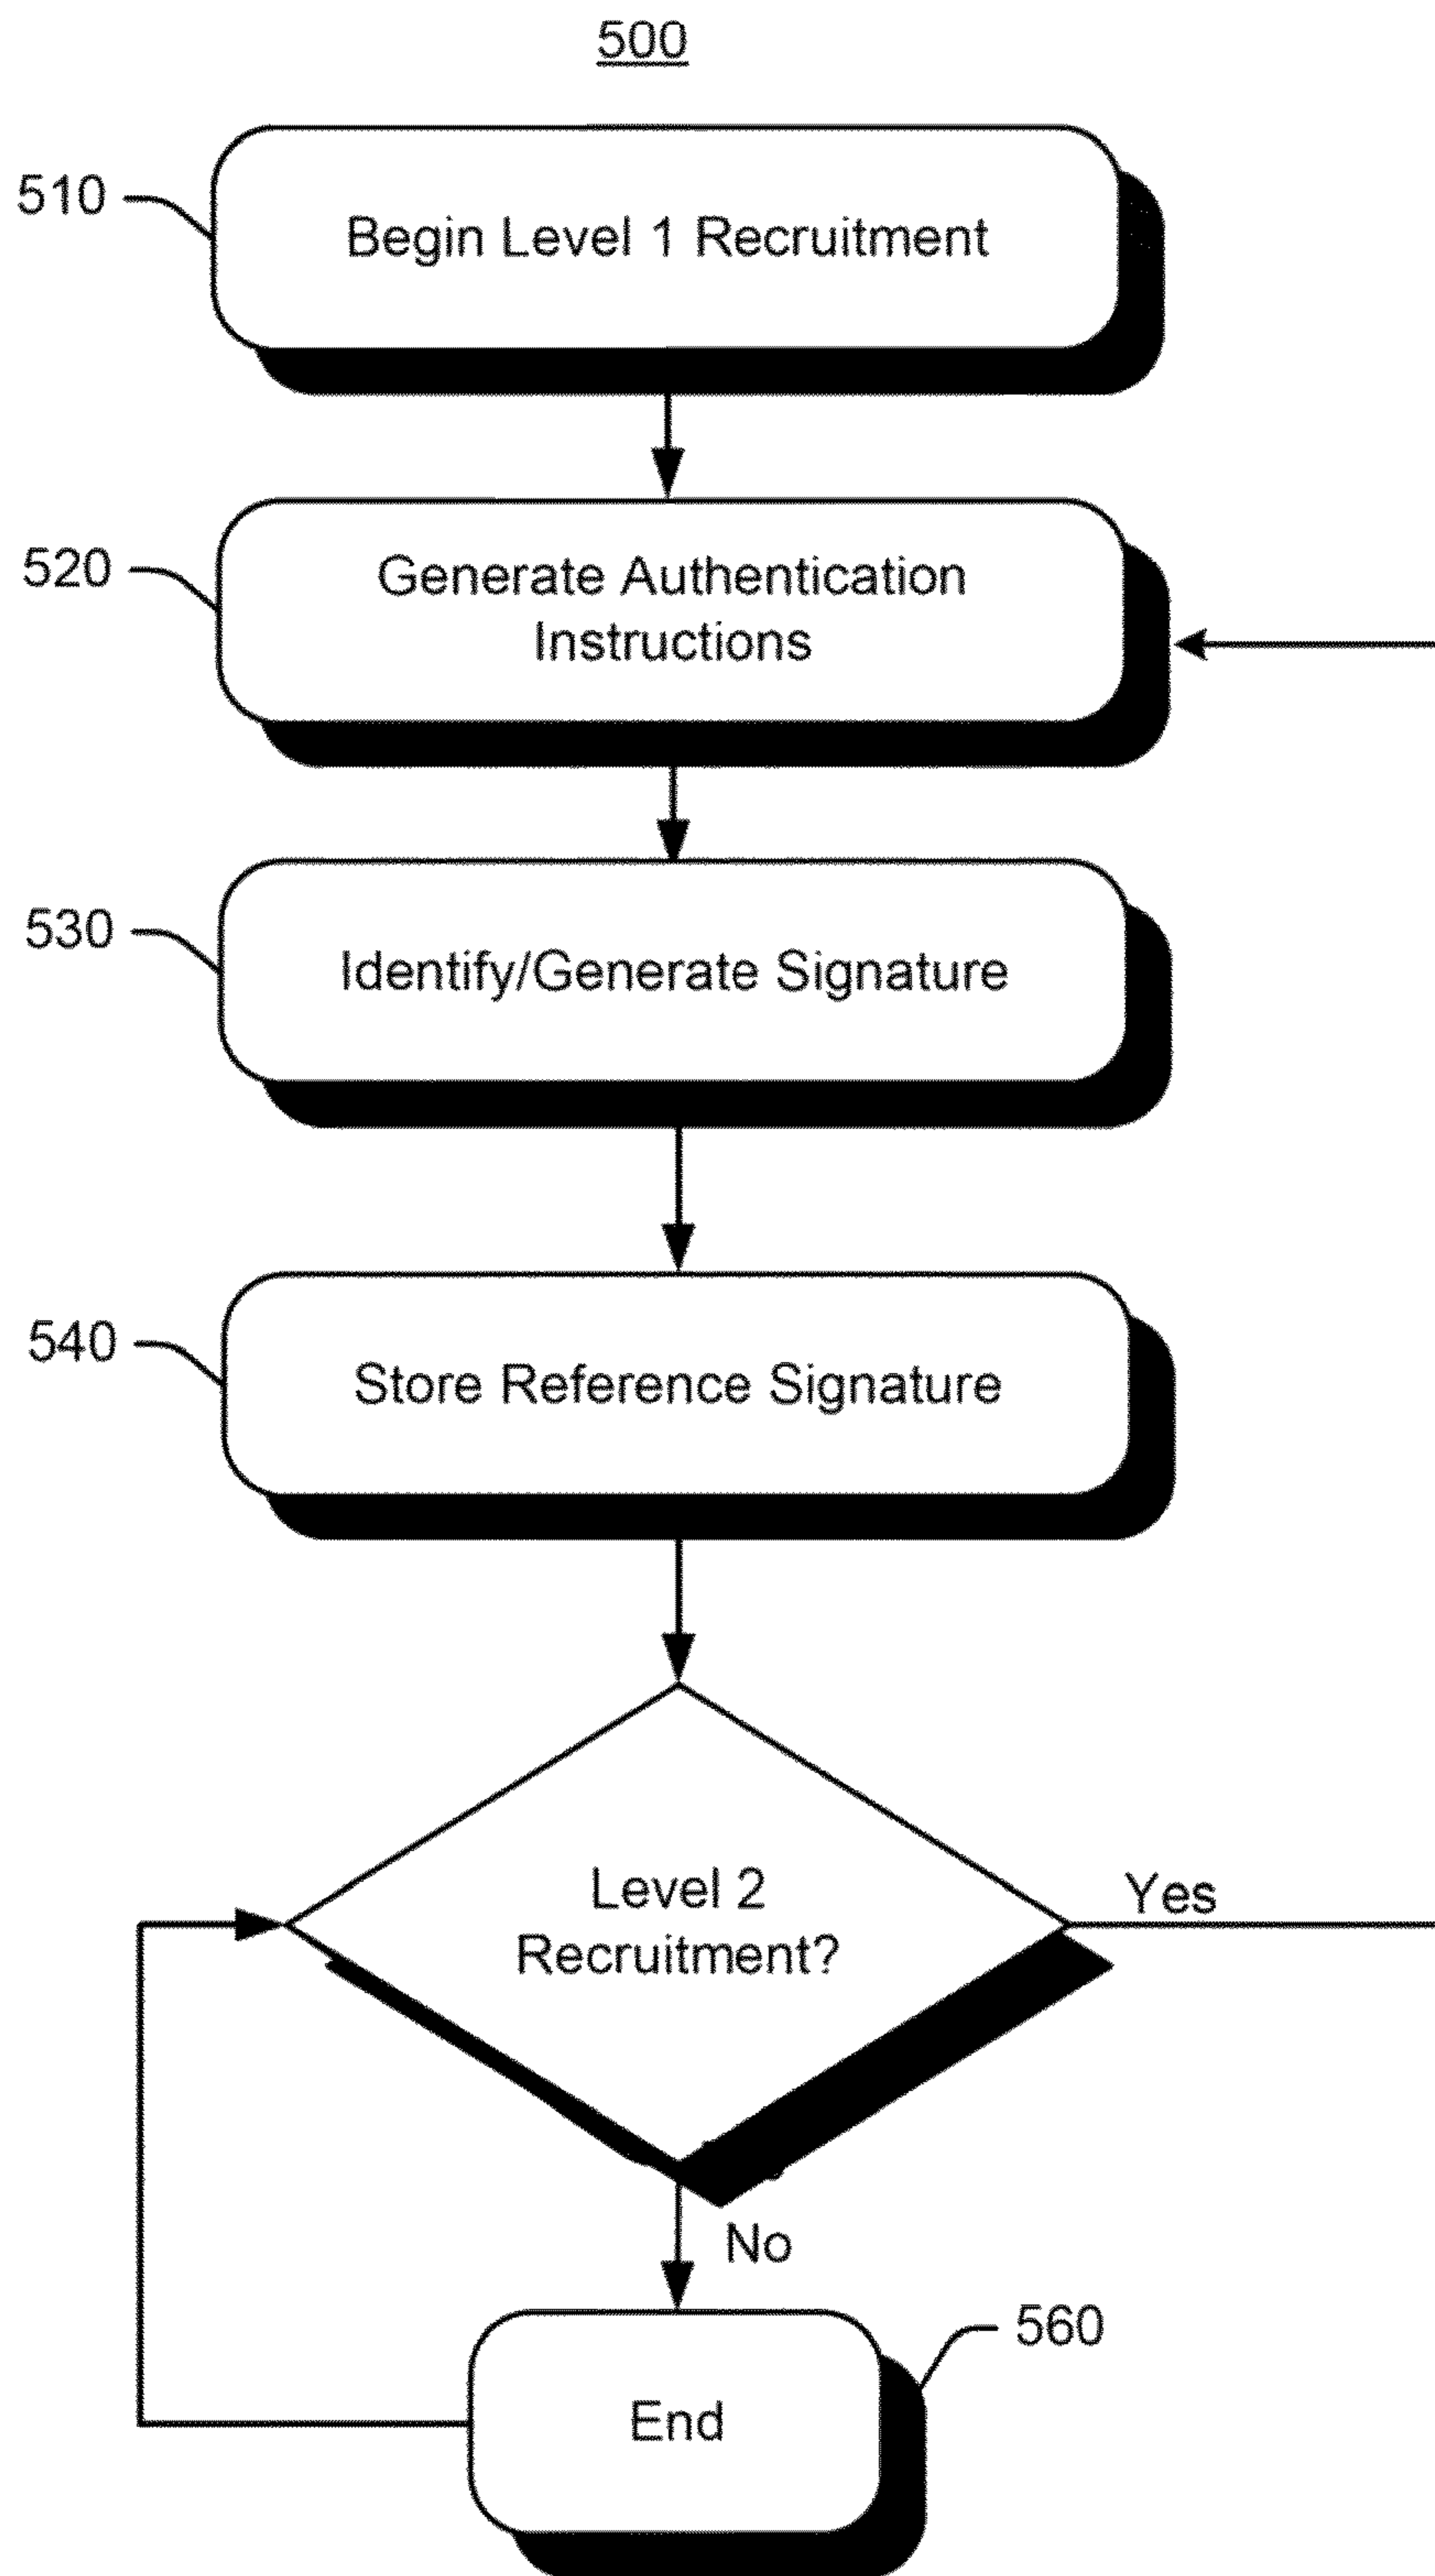 500
510
Begin Level 1 Recruitment
520
Generate Authentication
Instructions
530
Identify/Generate Signature
540
Store Reference Signature
Level 2
Recruitment?
Yes
No
560
End